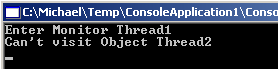 C:\Michael\Temp\ConsoleApplication1\Conso
Enter Monitor Thread1
Can't visit Object Thread2